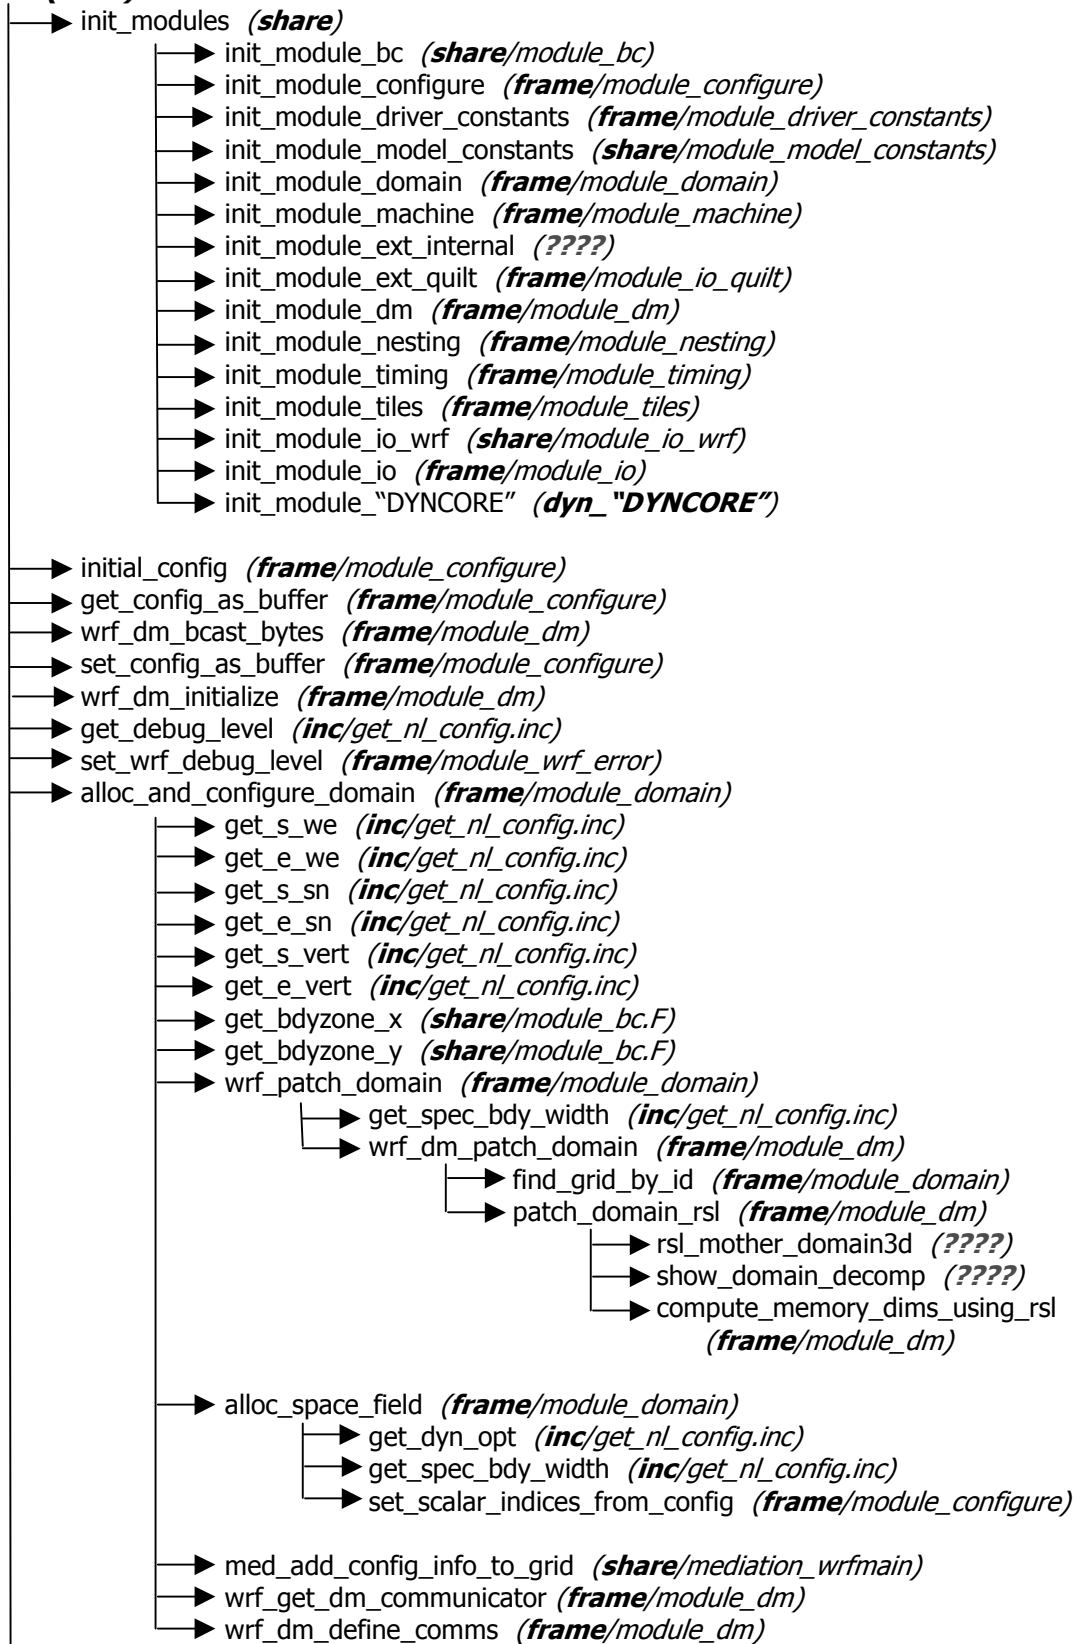 init_modules (share)
init_module_bc (share/module_bc)
init_module_configure (frame/module_configure)
init_module_driver_constants (frame/module_driver_constants)
init_module_model_constants (share/module_model_constants)
init_module_domain (frame/module_domain)
init_module_machine (frame/module_machine)
init_module_ext_internal (????)
init_module_ext_quilt (frame/module_io_quilt)
init_module_dm (frame/module_dm)
init_module_nesting (frame/module_nesting)
init_module_timing (frame/module_timing)
init_module_tiles (frame/module_tiles)
init_module_io_wrf (share/module_io_wrf)
init_module_io (frame/module_io)
init_module_“DYNCORE” (dyn_“DYNCORE”)
initial_config (frame/module_configure)
get_config_as_buffer (frame/module_configure)
wrf_dm_bcast_bytes (frame/module_dm)
set_config_as_buffer (frame/module_configure)
wrf_dm_initialize (frame/module_dm)
get_debug_level (inc/get_nl_config.inc)
set_wrf_debug_level (frame/module_wrf_error)
alloc_and_configure_domain (frame/module_domain)
get_s_we (inc/get_nl_config.inc)
get_e_we (inc/get_nl_config.inc)
get_s_sn (inc/get_nl_config.inc)
get_e_sn (inc/get_nl_config.inc)
get_s_vert (inc/get_nl_config.inc)
get_e_vert (inc/get_nl_config.inc)
get_bdyzone_x (share/module_bc.F)
get_bdyzone_y (share/module_bc.F)
wrf_patch_domain (frame/module_domain)
get_spec_bdy_width (inc/get_nl_config.inc)
wrf_dm_patch_domain (frame/module_dm)
find_grid_by_id (frame/module_domain)
patch_domain_rsl (frame/module_dm)
rsl_mother_domain3d (????)
show_domain_decomp (????)
compute_memory_dims_using_rsl
(frame/module_dm)
alloc_space_field (frame/module_domain)
get_dyn_opt (inc/get_nl_config.inc)
get_spec_bdy_width (inc/get_nl_config.inc)
set_scalar_indices_from_config (frame/module_configure)
med_add_config_info_to_grid (share/mediation_wrfmain)
wrf_get_dm_communicator (frame/module_dm)
wrf_dm_define_comms (frame/module_dm)